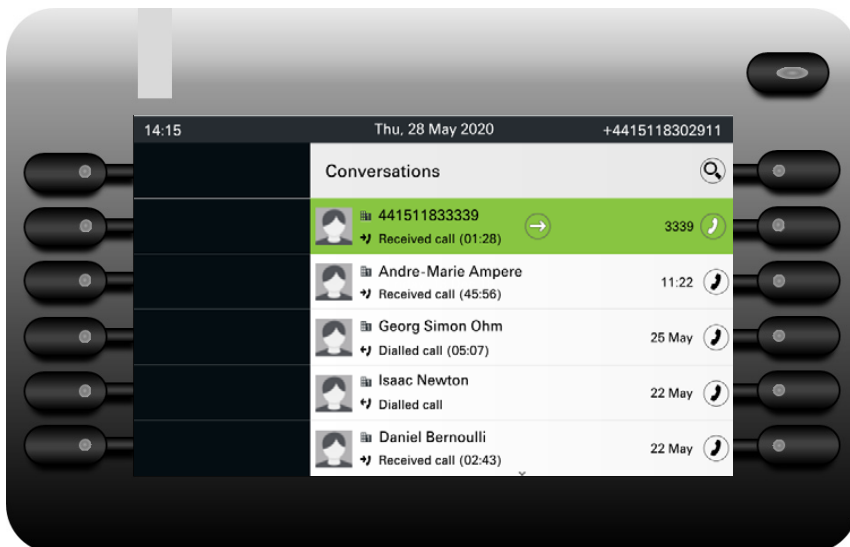 14:15 Thu, 28 May 2020 +4415118302911
Conversations
441511833339 3339
Received call (01:28)
Andre-Marie Ampere 11:22
Received call (45:56)
Georg Simon Ohm 25 May
Dialled call (05:07)
Isaac Newton 22 May
Dialled call
Daniel Bernoulli 22 May
Received call (02:43)